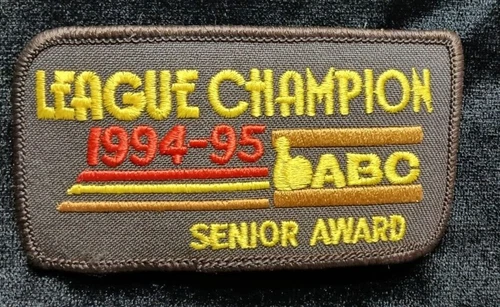 LEAGUE CHAMPION
1994-95
ABC
SENIOR AWARD